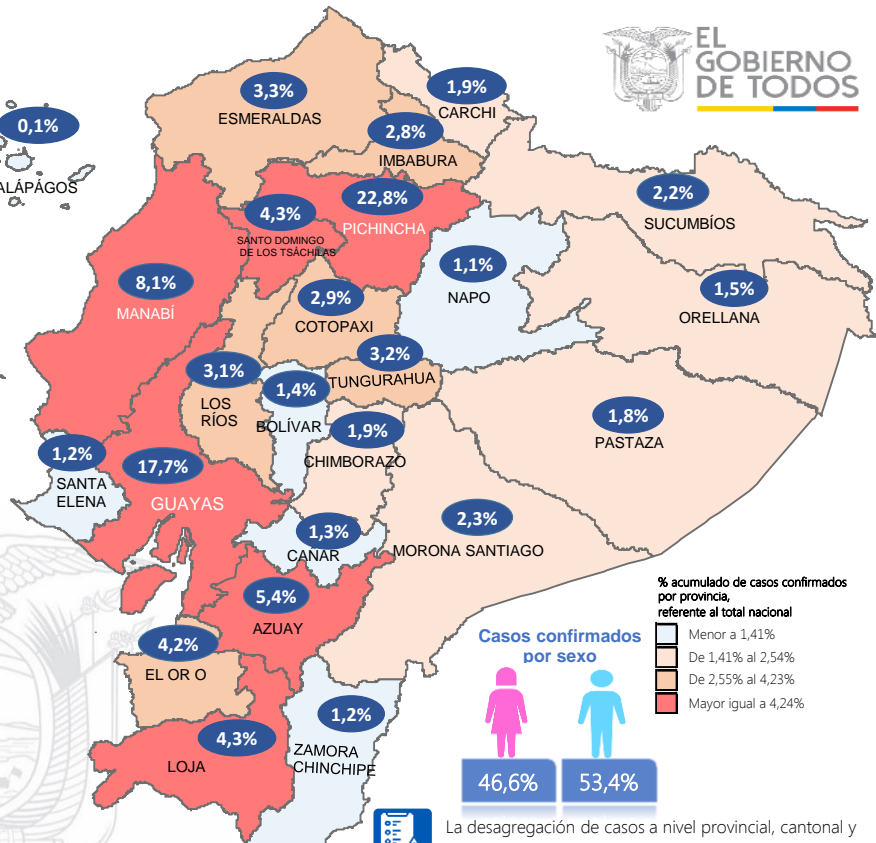 EL
GOBIERNO
DE TODOS
0,1%
ALÁPÁGOS
3,3%
ESMERALDAS
1,9%
CARCHI
2,8%
IMBABURA
2,2%
SUCUMBÍOS
4,3%
SANTO DOMINGO
DE LOS TSÁCHILAS
22,8%
PICHINCHA
8,1%
MANABÍ
1,1%
NAPO
1,5%
ORELLANA
2,9%
COTOPAXI
3,2%
TUNGURAHUA
3,1%
LOS
RÍOS
1,4%
BOLÍVAR
1,8%
PASTAZA
1,9%
CHIMBORAZO
1,2%
SANTA
ELENA
17,7%
GUAYAS
1,3%
CAÑAR
2,3%
MORONA SANTIAGO
5,4%
AZUAY
4,2%
EL OR O
4,3%
LOJA
1,2%
ZAMORA
CHINCHIPE
% acumulado de casos confirmados
por provincia,
referente al total nacional
Menor a 1,41%
De 1,41% al 2,54%
De 2,55% al 4,23%
Mayor igual a 4,24%
Casos confirmados
por sexo
46,6%
53,4%
La desagregación de casos a nivel provincial, cantonal y